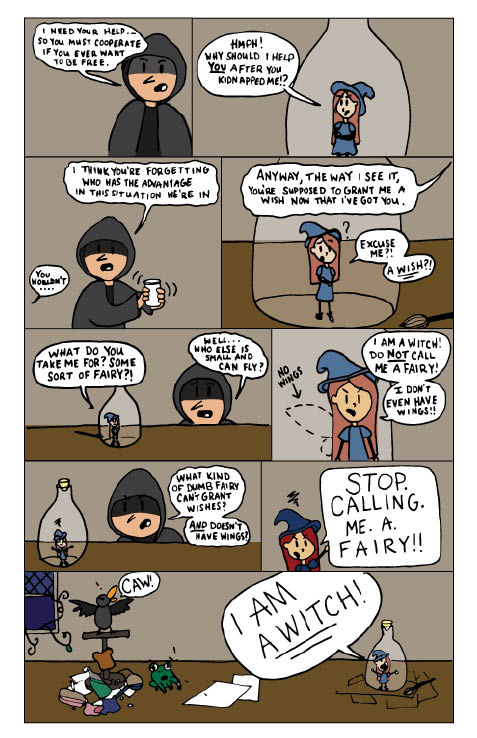 I NEED YOUR HELP...
SO YOU MUST COOPERATE
IF YOU EVER WANT
TO BE FREE.
HMPH!
WHY SHOULD I HELP
YOU AFTER YOU
KIDNAPPED ME!?
I THINK YOU'RE FORGETTING
WHO HAS THE ADVANTAGE
IN THIS SITUATION WE'RE IN
YOU
WOULDN'T
....
ANYWAY, THE WAY I SEE IT,
YOU'RE SUPPOSED TO GRANT ME A
WISH NOW THAT I'VE GOT YOU.
?
EXCUSE
ME?!
A WISH?!
WHAT DO YOU
TAKE ME FOR? SOME
SORT OF FAIRY?!
WELL...
WHO ELSE IS
SMALL AND
CAN FLY?
NO
WINGS
I AM A WITCH!
DO NOT CALL
ME A FAIRY!
I DON'T
EVEN HAVE
WINGS!!
WHAT KIND
OF DUMB FAIRY
CAN'T GRANT
WISHES?
AND DOESN'T
HAVE WINGS?
STOP.
CALLING.
ME. A.
FAIRY!!
CAW!
I AM
A WITCH!